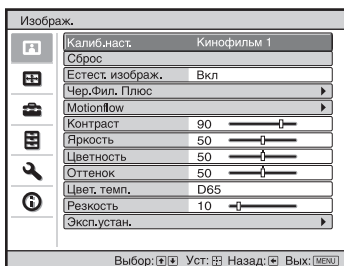 Изображ.
Калиб.наст. Кинофильм 1
Сброс
Естест. изображ. Вкл
Чер.Фил. Плюс
Motionflow
Контраст 90
Яркость 50
Цветность 50
Оттенок 50
Цвет. темп. D65
Резкость 10
Эксп.устан.
Выбор: Уст: Назад: Вых: MENU